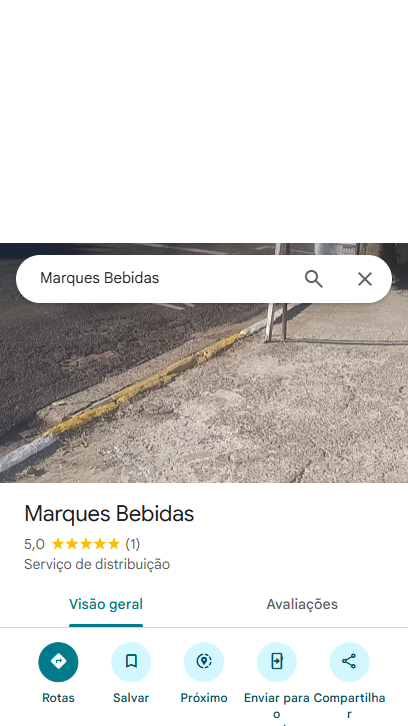 Marques Bebidas
Marques Bebidas
5,0 (1)
Serviço de distribuição
Visão geral Avaliações
Rotas Salvar Próximo Enviar para o Compartilhar